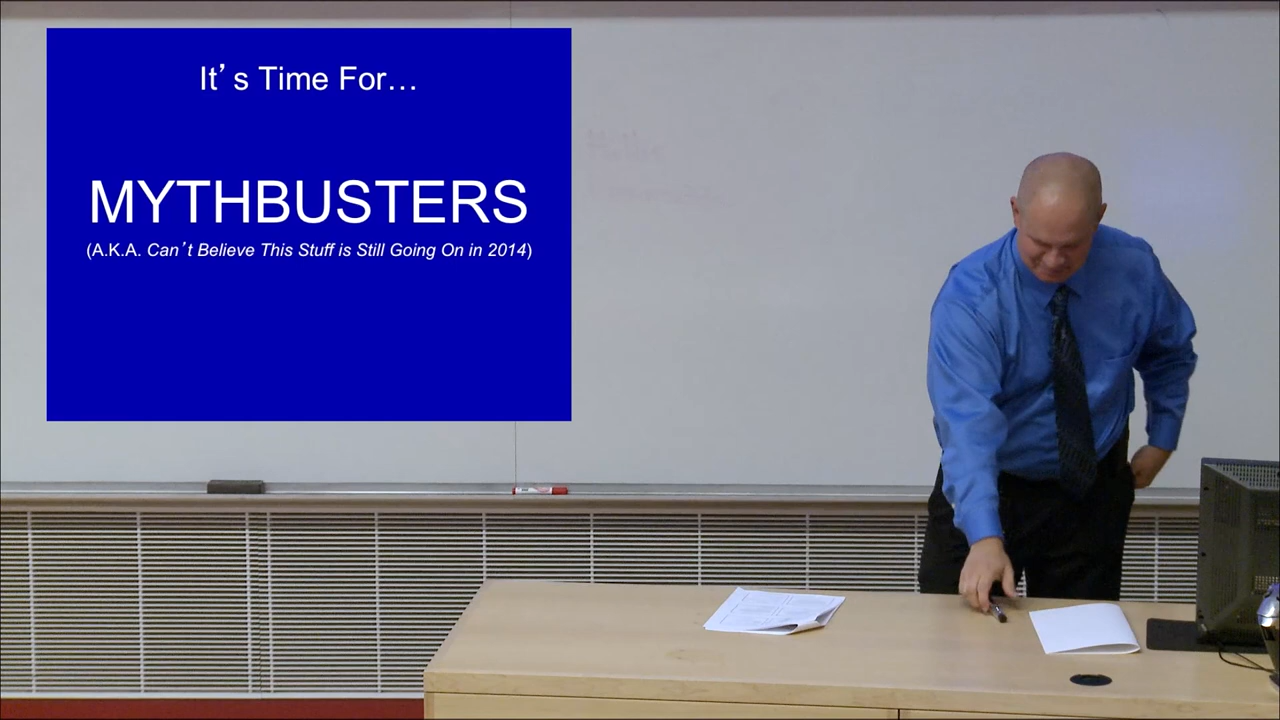 It’s Time For…
MYTHBUSTERS
(A.K.A. Can’t Believe This Stuff is Still Going On in 2014)